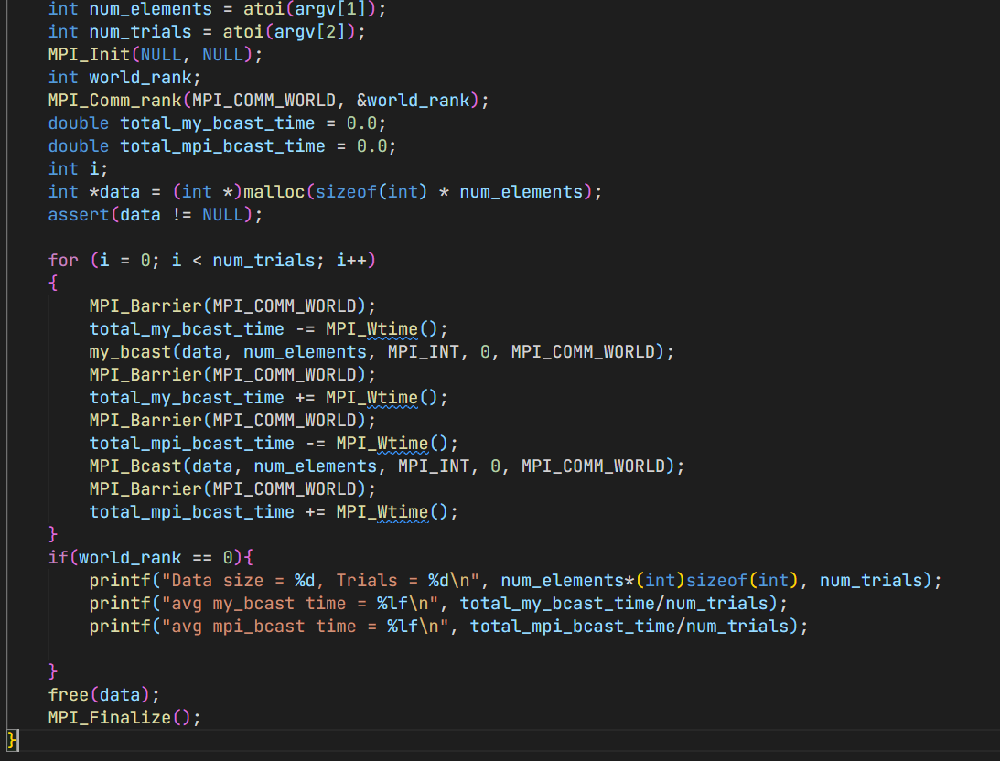 int num_elements = atoi(argv[1]);
int num_trials = atoi(argv[2]);
MPI_Init(NULL, NULL);
int world_rank;
MPI_Comm_rank(MPI_COMM_WORLD, &world_rank);
double total_my_bcast_time = 0.0;
double total_mpi_bcast_time = 0.0;
int i;
int *data = (int *)malloc(sizeof(int) * num_elements);
assert(data != NULL);

for (i = 0; i < num_trials; i++)
{
    MPI_Barrier(MPI_COMM_WORLD);
    total_my_bcast_time -= MPI_Wtime();
    my_bcast(data, num_elements, MPI_INT, 0, MPI_COMM_WORLD);
    MPI_Barrier(MPI_COMM_WORLD);
    total_my_bcast_time += MPI_Wtime();
    MPI_Barrier(MPI_COMM_WORLD);
    total_mpi_bcast_time -= MPI_Wtime();
    MPI_Bcast(data, num_elements, MPI_INT, 0, MPI_COMM_WORLD);
    MPI_Barrier(MPI_COMM_WORLD);
    total_mpi_bcast_time += MPI_Wtime();
}
if(world_rank == 0){
    printf("Data size = %d, Trials = %d\n", num_elements*(int)sizeof(int), num_trials);
    printf("avg my_bcast time = %lf\n", total_my_bcast_time/num_trials);
    printf("avg mpi_bcast time = %lf\n", total_mpi_bcast_time/num_trials);

}
free(data);
MPI_Finalize();
}